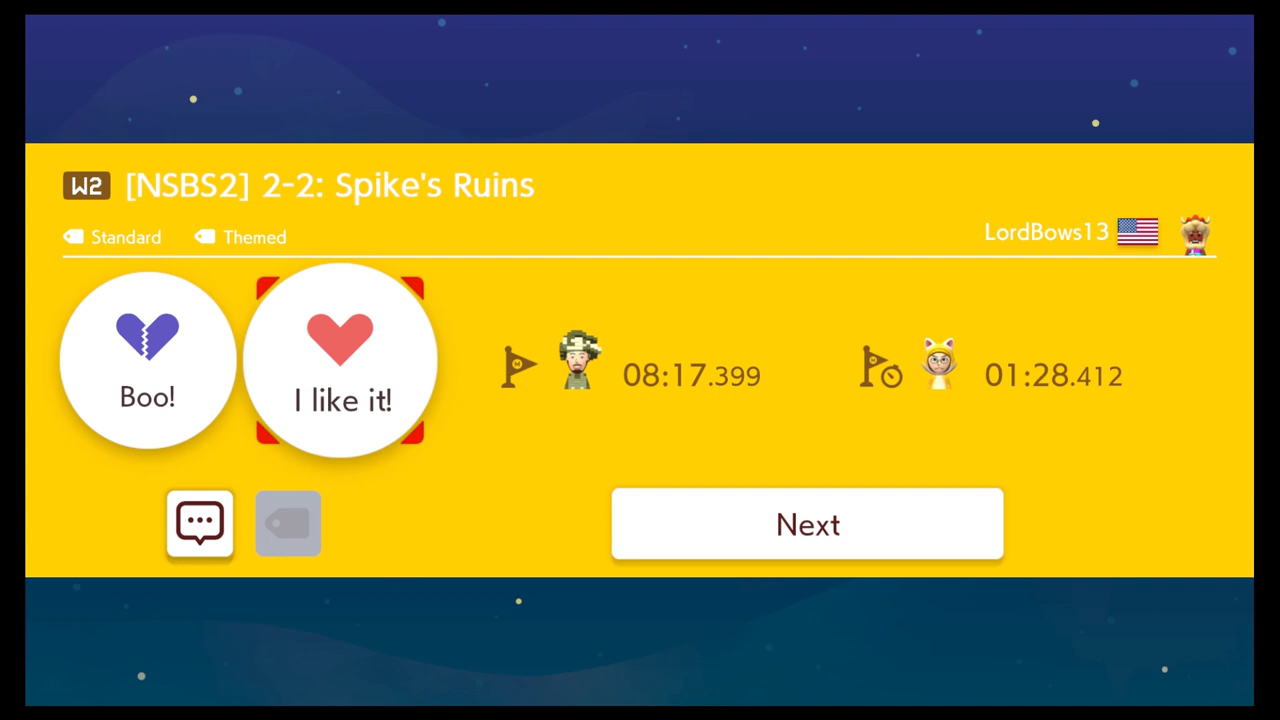 W2 [NSBS2] 2-2: Spike's Ruins
Standard Themed
LordBows13
Boo!
I like it!
M 08:17.399
M 01:28.412
Next